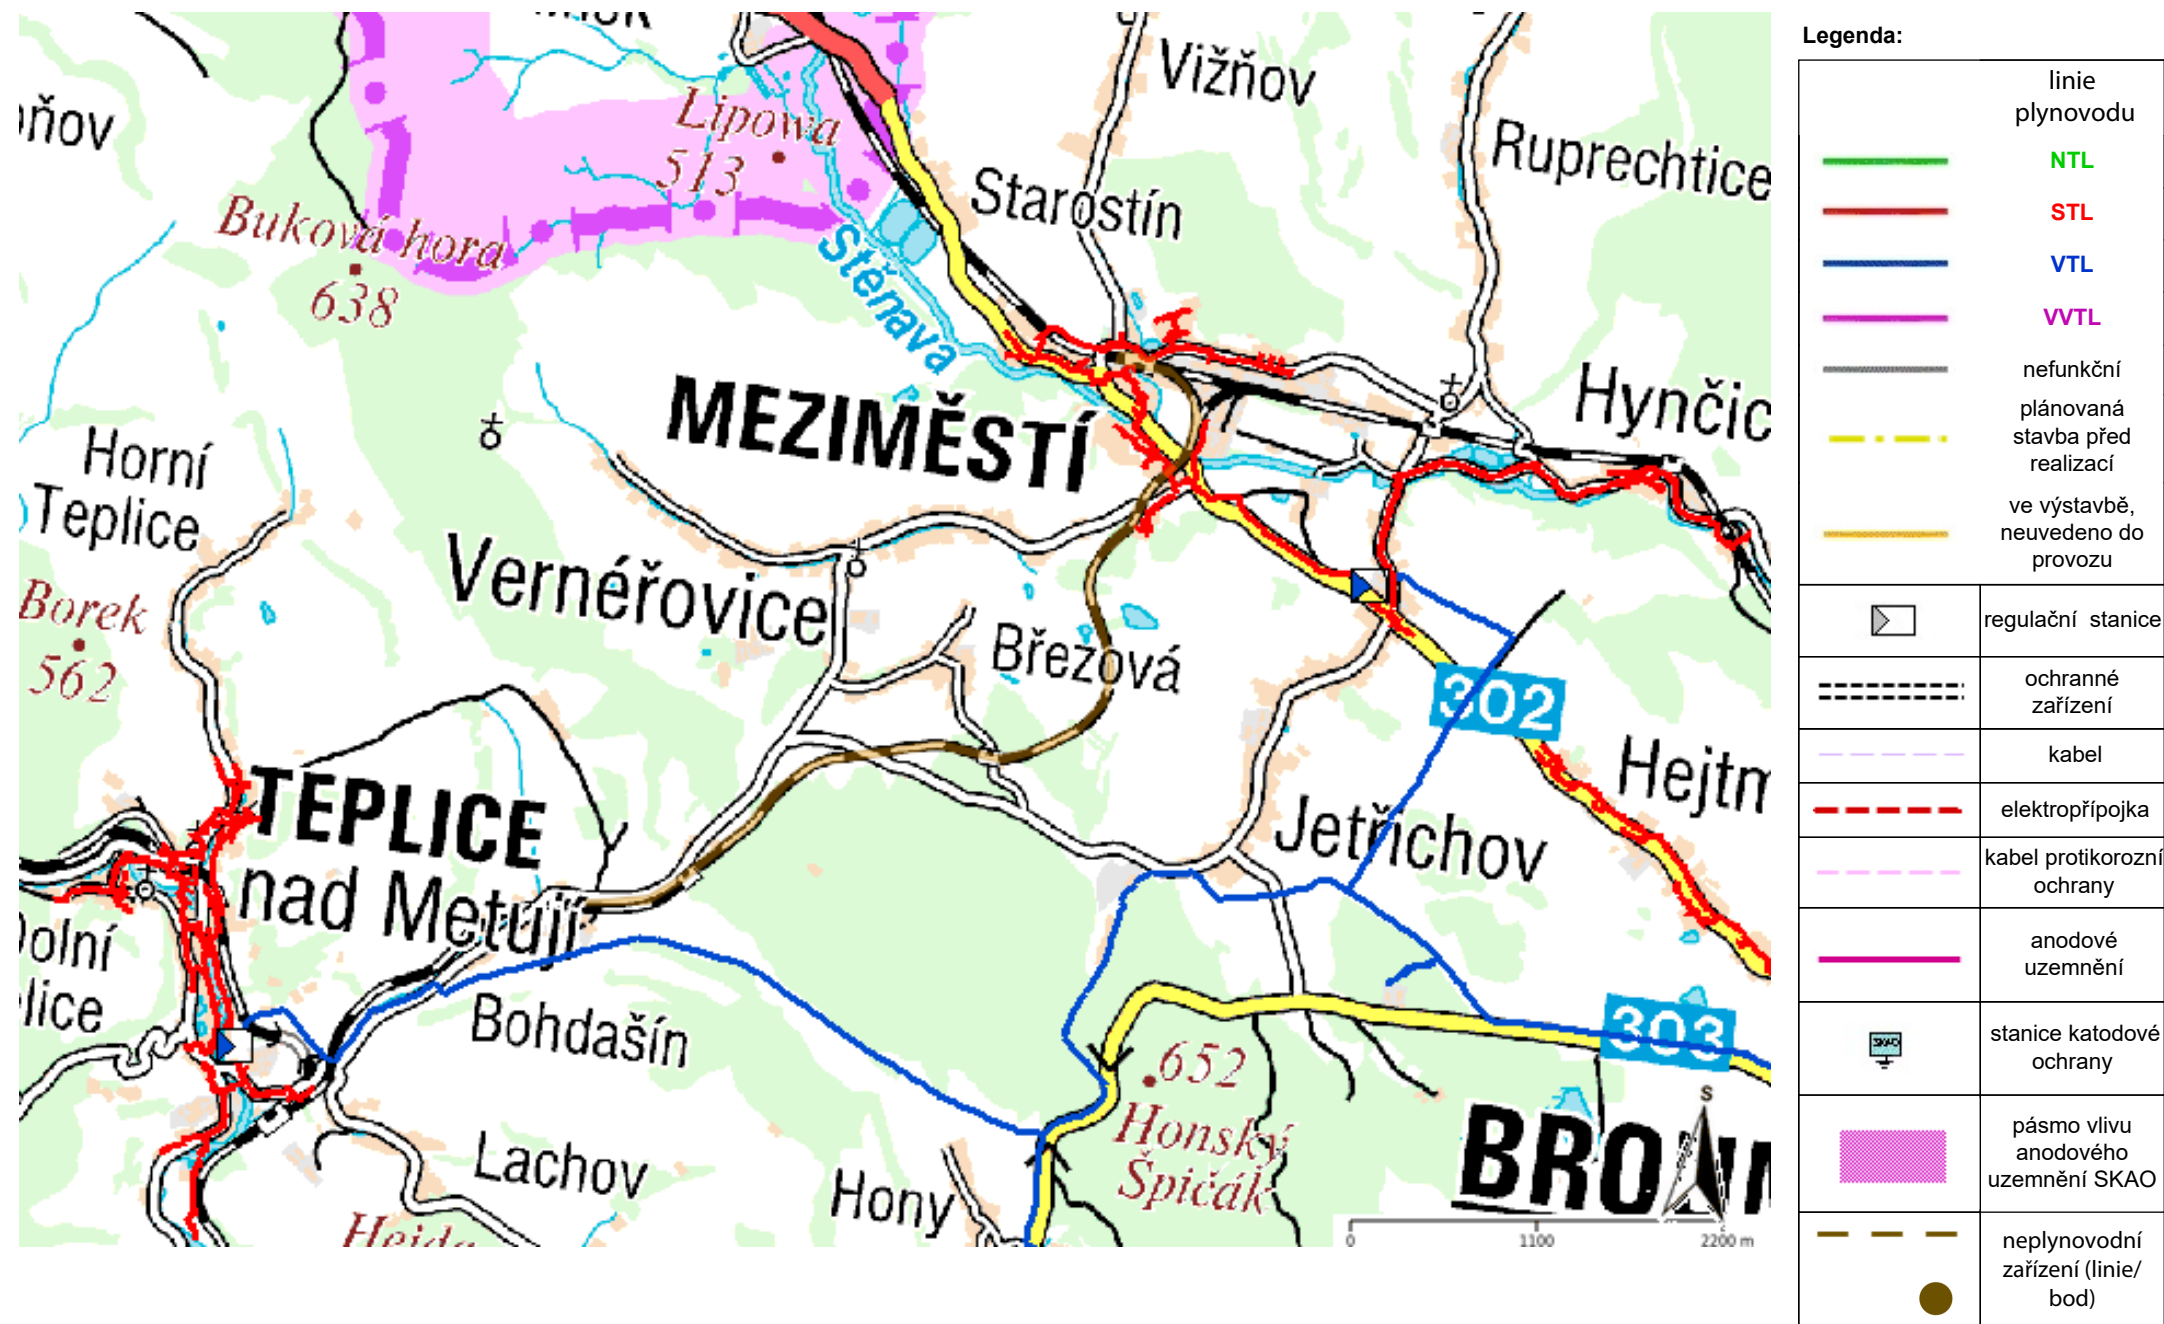 Vižňov
Lipowa
513
Ruprechtice
Starostín
Buková hora
638
Stěnava
MEZIMĚSTÍ
Horní
Teplice
Vernéřovice
Borek
562
Březová
302
TEPLICE
nad Metují
Jetřichov
Bohdašín
303
652
Honský
Špičák
Lachov
Hony
S
0 1100 2200 m
Legenda:
linie
plynovodu
NTL
STL
VTL
VVTL
nefunkční
plánovaná
stavba před
realizací
ve výstavbě,
neuvedeno do
provozu
regulační stanice
ochranné
zařízení
kabel
elektropřípojka
kabel protikorozní
ochrany
anodové
uzemnění
SKAO
stanice katodové
ochrany
pásmo vlivu
anodového
uzemnění SKAO
neplynovodní
zařízení (linie/
bod)